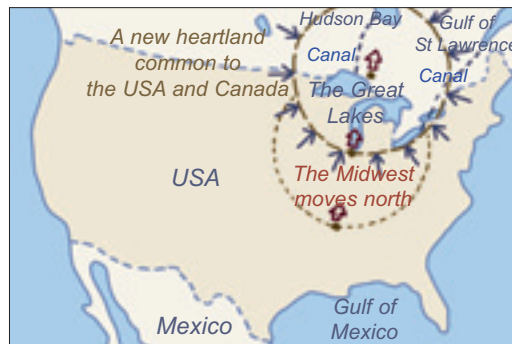 Hudson Bay
Gulf of
St Lawrence
A new heartland
common to
the USA and Canada
Canal
Canal
The Great
Lakes
USA
The Midwest
moves north
Mexico
Gulf of
Mexico